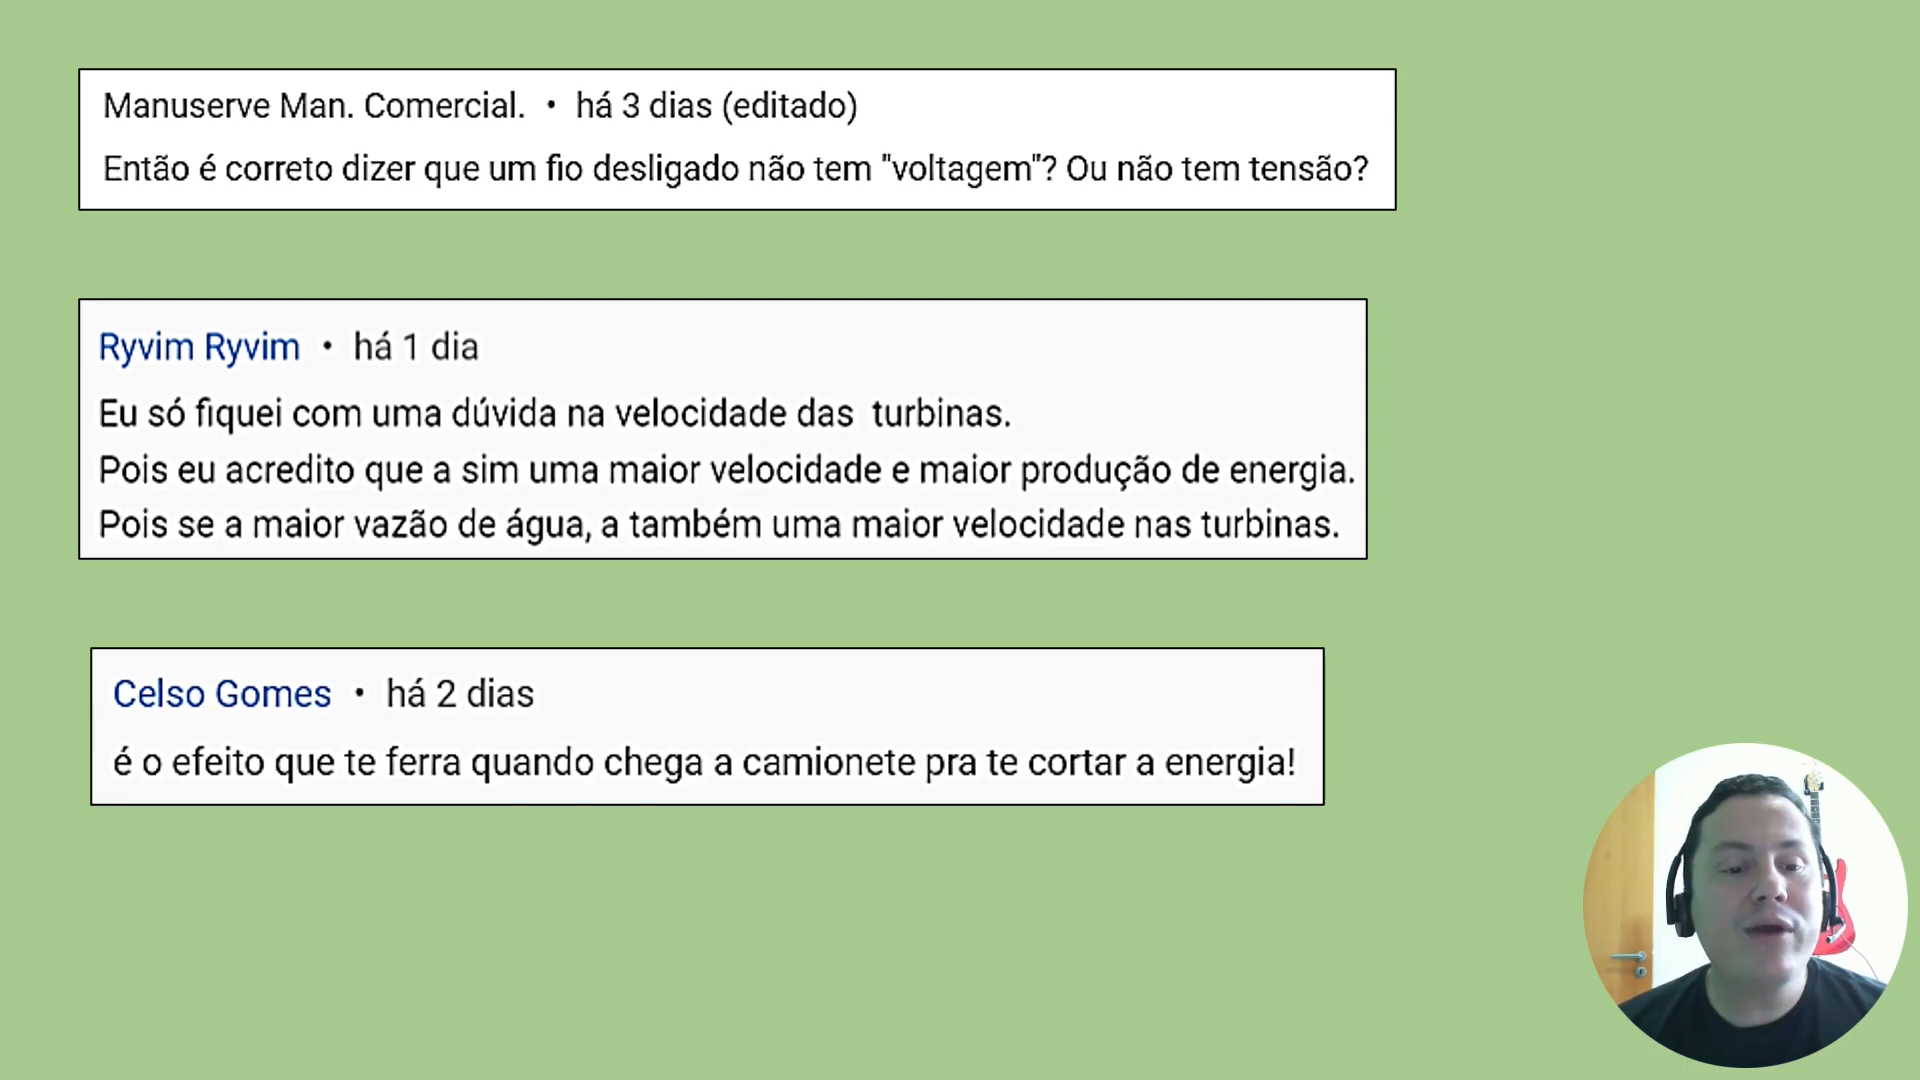 Manuserve Man. Comercial. • há 3 dias (editado)
Então é correto dizer que um fio desligado não tem "voltagem"? Ou não tem tensão?
Ryvim Ryvim • há 1 dia
Eu só fiquei com uma dúvida na velocidade das turbinas.
Pois eu acredito que a sim uma maior velocidade e maior produção de energia.
Pois se a maior vazão de água, a também uma maior velocidade nas turbinas.
Celso Gomes • há 2 dias
é o efeito que te ferra quando chega a camionete pra te cortar a energia!